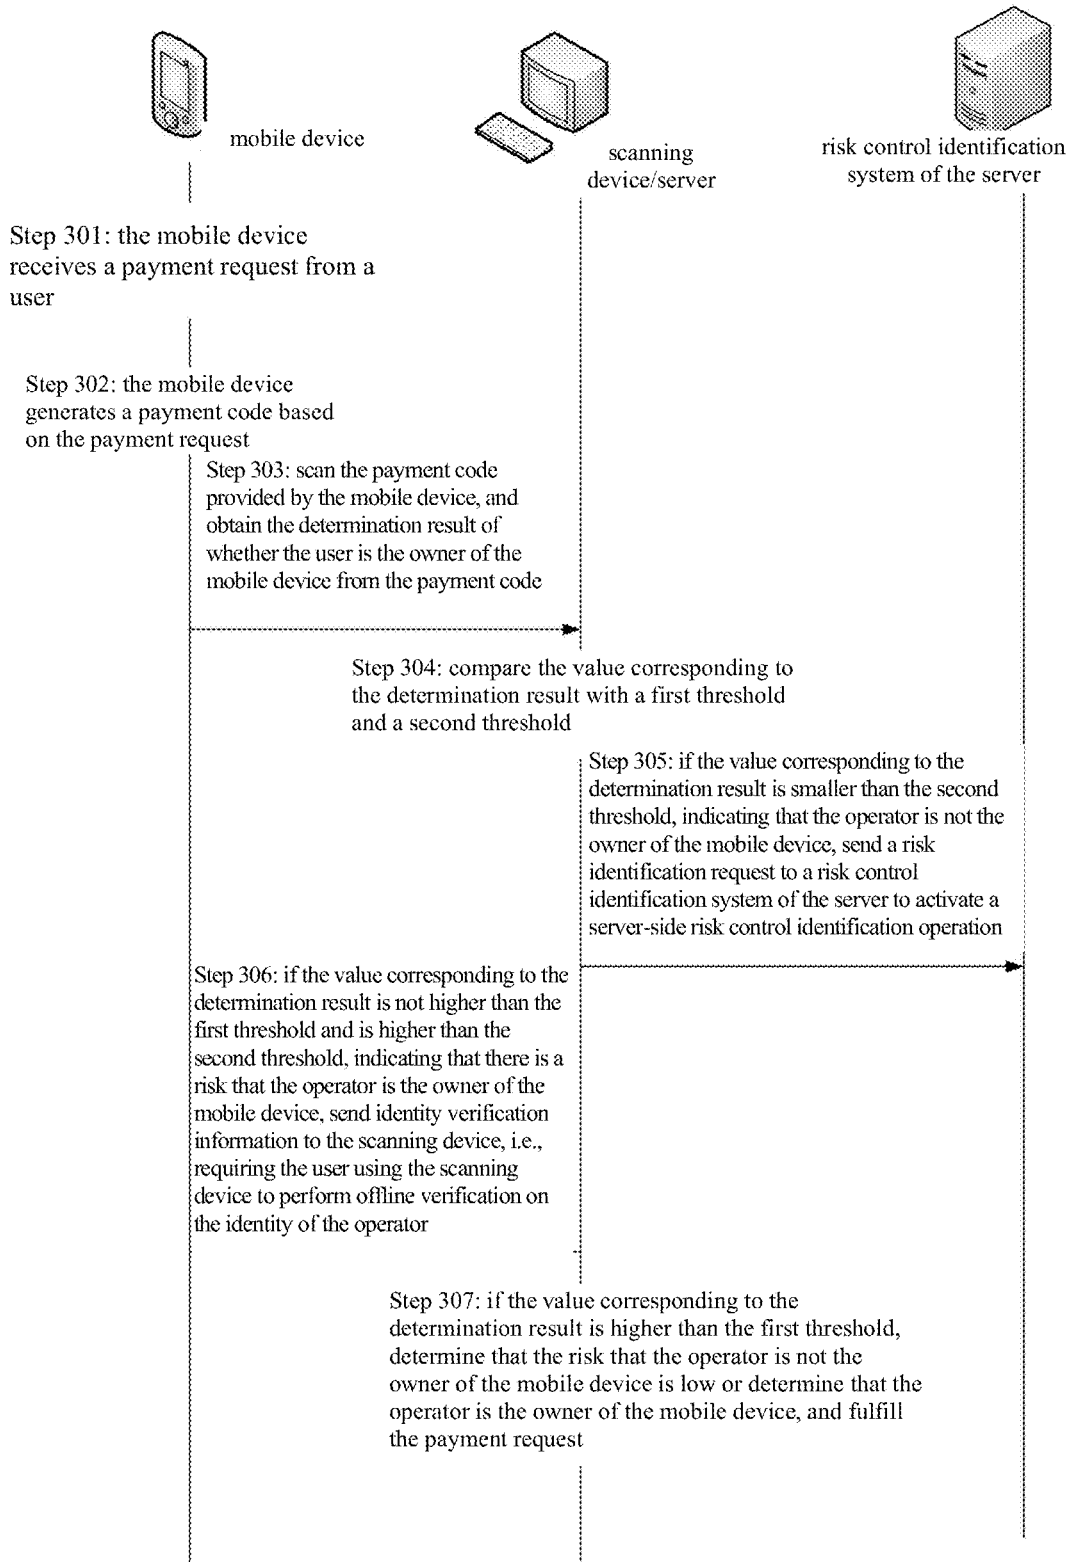 mobile device
scanning
device/server
risk control identification
system of the server
Step 301: the mobile device
receives a payment request from a
user
Step 302: the mobile device
generates a payment code based
on the payment request
Step 303: scan the payment code
provided by the mobile device, and
obtain the determination result of
whether the user is the owner of the
mobile device from the payment code
Step 304: compare the value corresponding to
the determination result with a first threshold
and a second threshold
Step 305: if the value corresponding to the
determination result is smaller than the second
threshold, indicating that the operator is not the
owner of the mobile device, send a risk
identification request to a risk control
identification system of the server to activate a
server-side risk control identification operation
Step 306: if the value corresponding to the
determination result is not higher than the
first threshold and is higher than the
second threshold, indicating that there is a
risk that the operator is the owner of the
mobile device, send identity verification
information to the scanning device, i.e.,
requiring the user using the scanning
device to perform offline verification on
the identity of the operator
Step 307: if the value corresponding to the
determination result is higher than the first threshold,
determine that the risk that the operator is not the
owner of the mobile device is low or determine that the
operator is the owner of the mobile device, and fulfill
the payment request